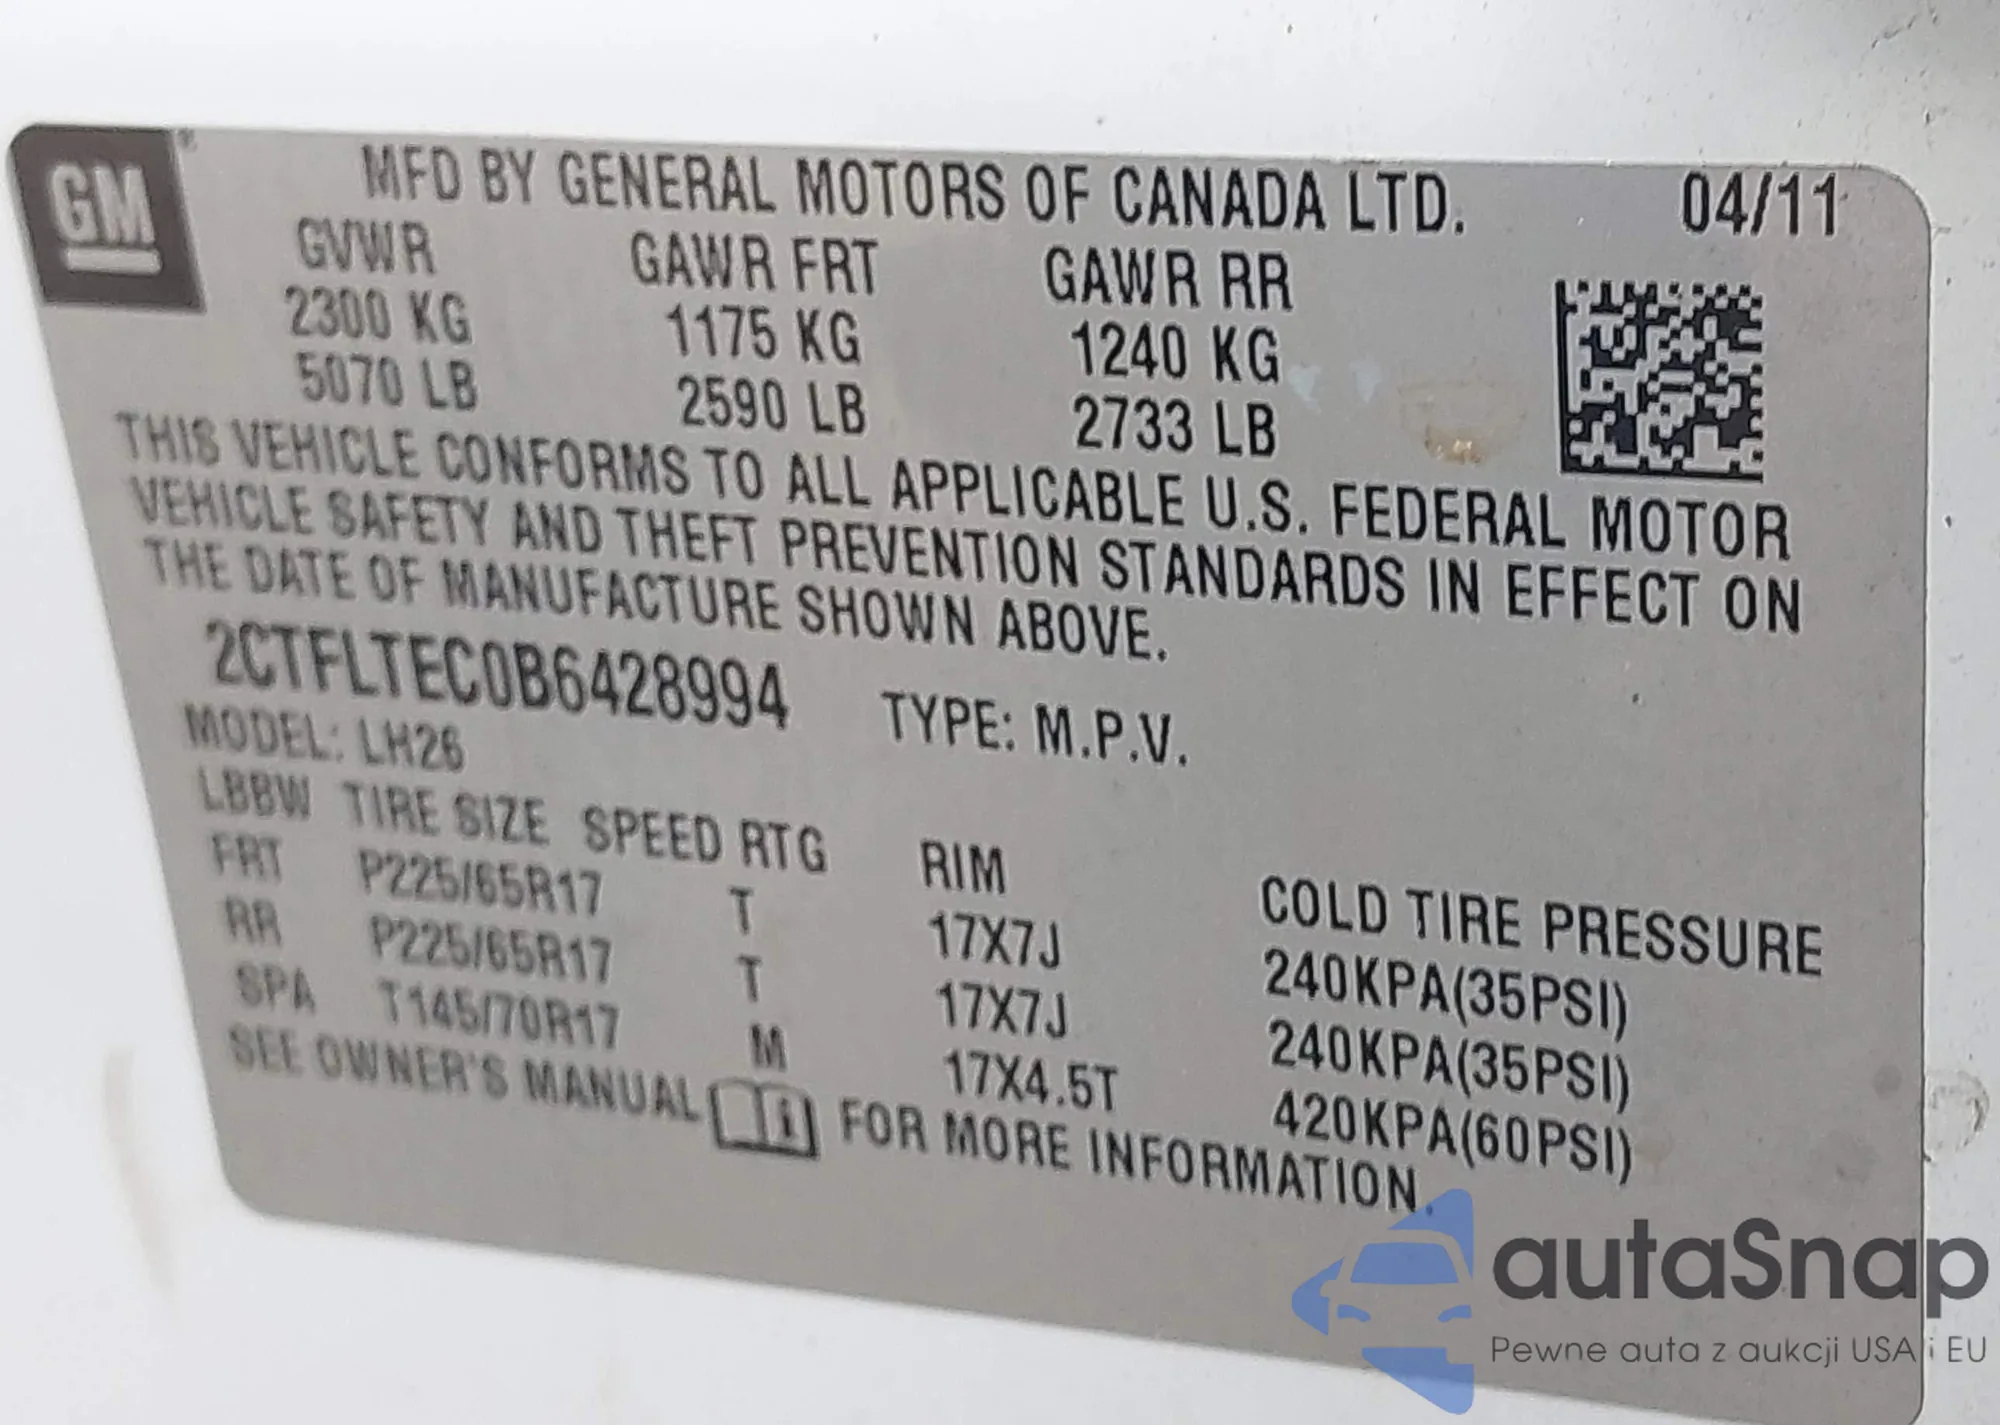 GM
MFD BY GENERAL MOTORS OF CANADA LTD. 04/11
GVWR GAWR FRT GAWR RR
2300 KG 1175 KG 1240 KG
5070 LB 2590 LB 2733 LB
THIS VEHICLE CONFORMS TO ALL APPLICABLE U.S. FEDERAL MOTOR
VEHICLE SAFETY AND THEFT PREVENTION STANDARDS IN EFFECT ON
THE DATE OF MANUFACTURE SHOWN ABOVE.
2CTFLTEC0B6428994 TYPE: M.P.V.
MODEL: LH26
LBBW TIRE SIZE SPEED RTG RIM COLD TIRE PRESSURE
FRT P225/65R17 T 17X7J 240KPA(35PSI)
RR P225/65R17 T 17X7J 240KPA(35PSI)
SPA T145/70R17 M 17X4.5T 420KPA(60PSI)
SEE OWNER'S MANUAL FOR MORE INFORMATION.
autaSnap
Pewne auta z aukcji USA i EU